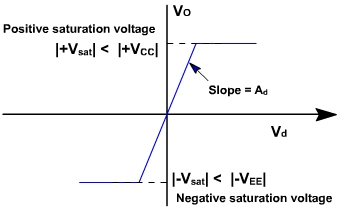 Vo
Positive saturation voltage
|+Vsat| < |+VCC|
Slope = Ad
Vd
|-Vsat| < |-VEE|
Negative saturation voltage